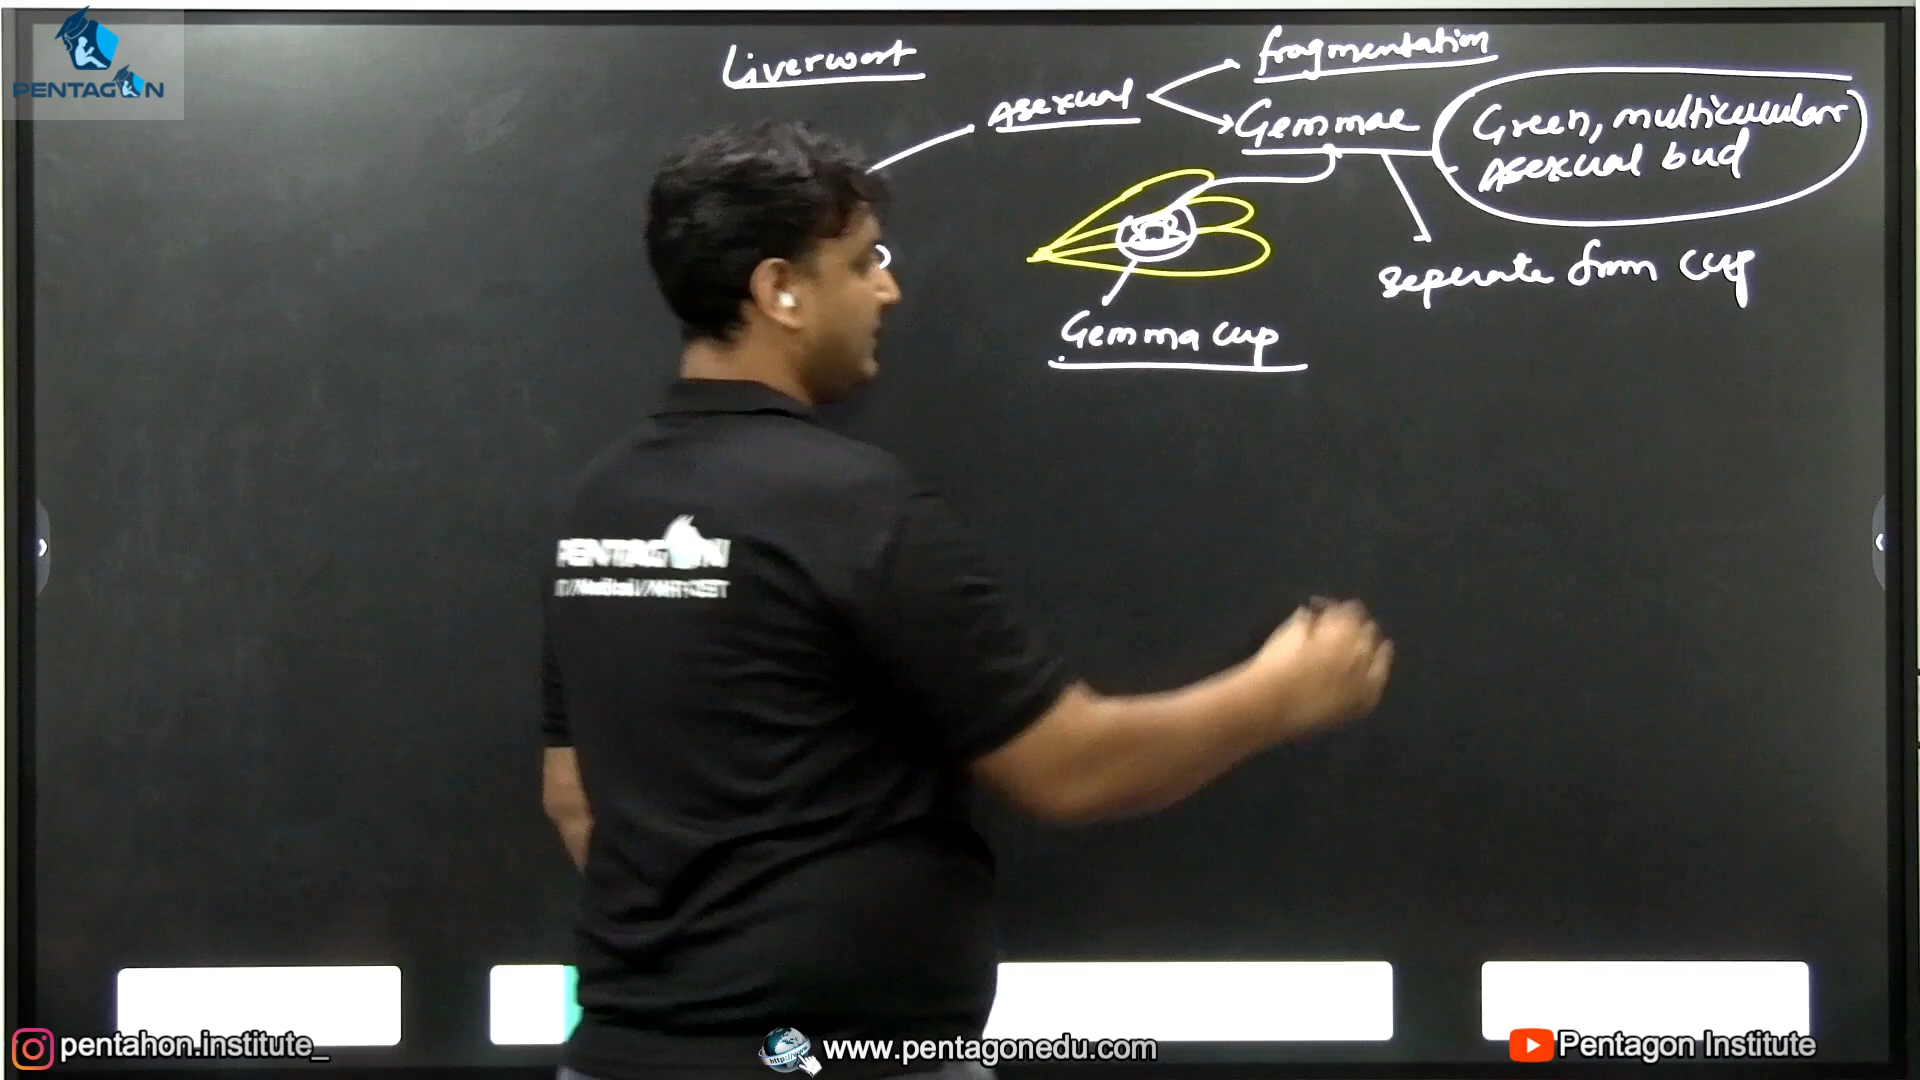 PENTAGON
Liverwort
Asexual
fragmentation
Gemmae
Green, multicellular
Asexual bud
seperate from cup
Gemma cup
PENTAGON
pentahon.institute_
www.pentagonedu.com
Pentagon Institute